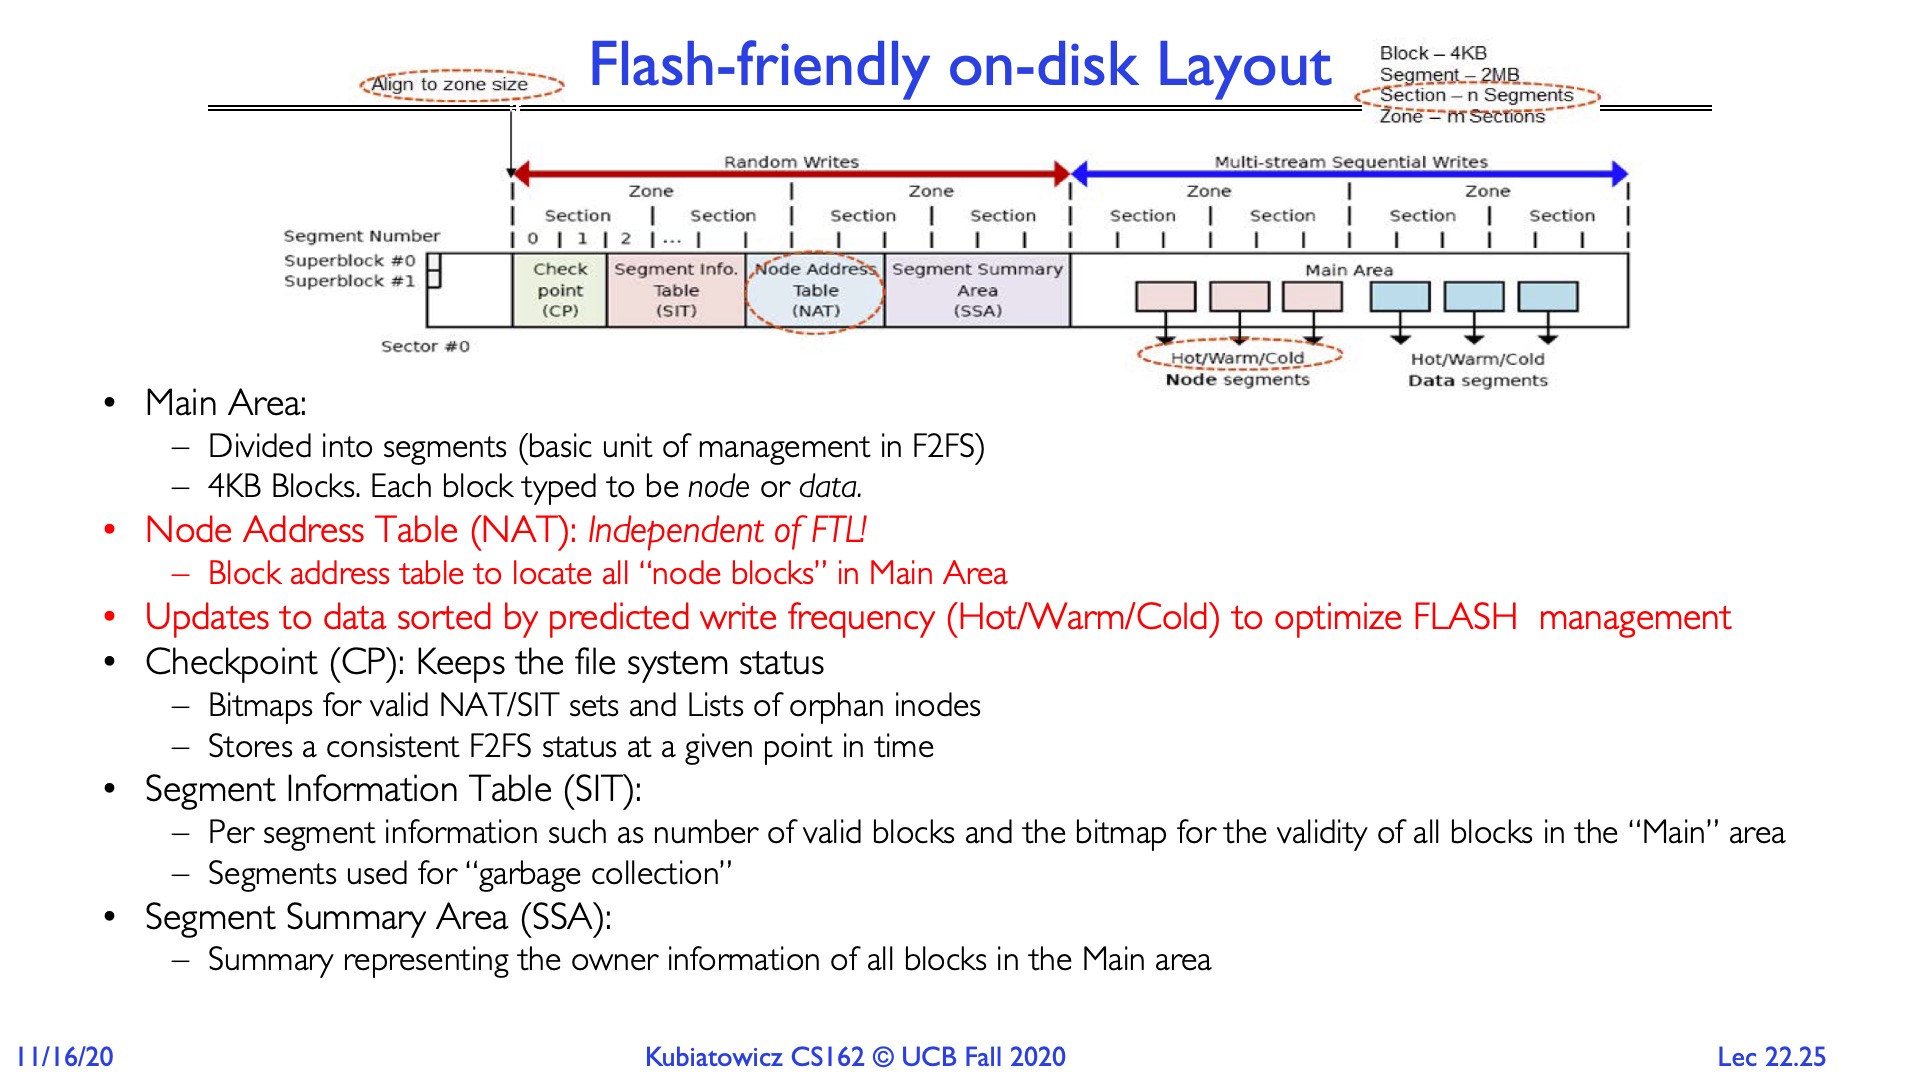 Flash-friendly on-disk Layout
Align to zone size
Block – 4KB
Segment – 2MB
Section – n Segments
Zone – m Sections
Random Writes
Multi-stream Sequential Writes
Zone Zone Zone Zone
Section Section Section Section Section Section Section Section
Segment Number 0 1 2 ...
Superblock #0
Superblock #1
Check point (CP)
Segment Info. Table (SIT)
Node Address Table (NAT)
Segment Summary Area (SSA)
Main Area
Sector #0
Hot/Warm/Cold
Node segments
Hot/Warm/Cold
Data segments
• Main Area:
– Divided into segments (basic unit of management in F2FS)
– 4KB Blocks. Each block typed to be node or data.
• Node Address Table (NAT): Independent of FTL!
– Block address table to locate all “node blocks” in Main Area
• Updates to data sorted by predicted write frequency (Hot/Warm/Cold) to optimize FLASH management
• Checkpoint (CP): Keeps the file system status
– Bitmaps for valid NAT/SIT sets and Lists of orphan inodes
– Stores a consistent F2FS status at a given point in time
• Segment Information Table (SIT):
– Per segment information such as number of valid blocks and the bitmap for the validity of all blocks in the “Main” area
– Segments used for “garbage collection”
• Segment Summary Area (SSA):
– Summary representing the owner information of all blocks in the Main area
11/16/20
Kubiatowicz CS162 © UCB Fall 2020
Lec 22.25